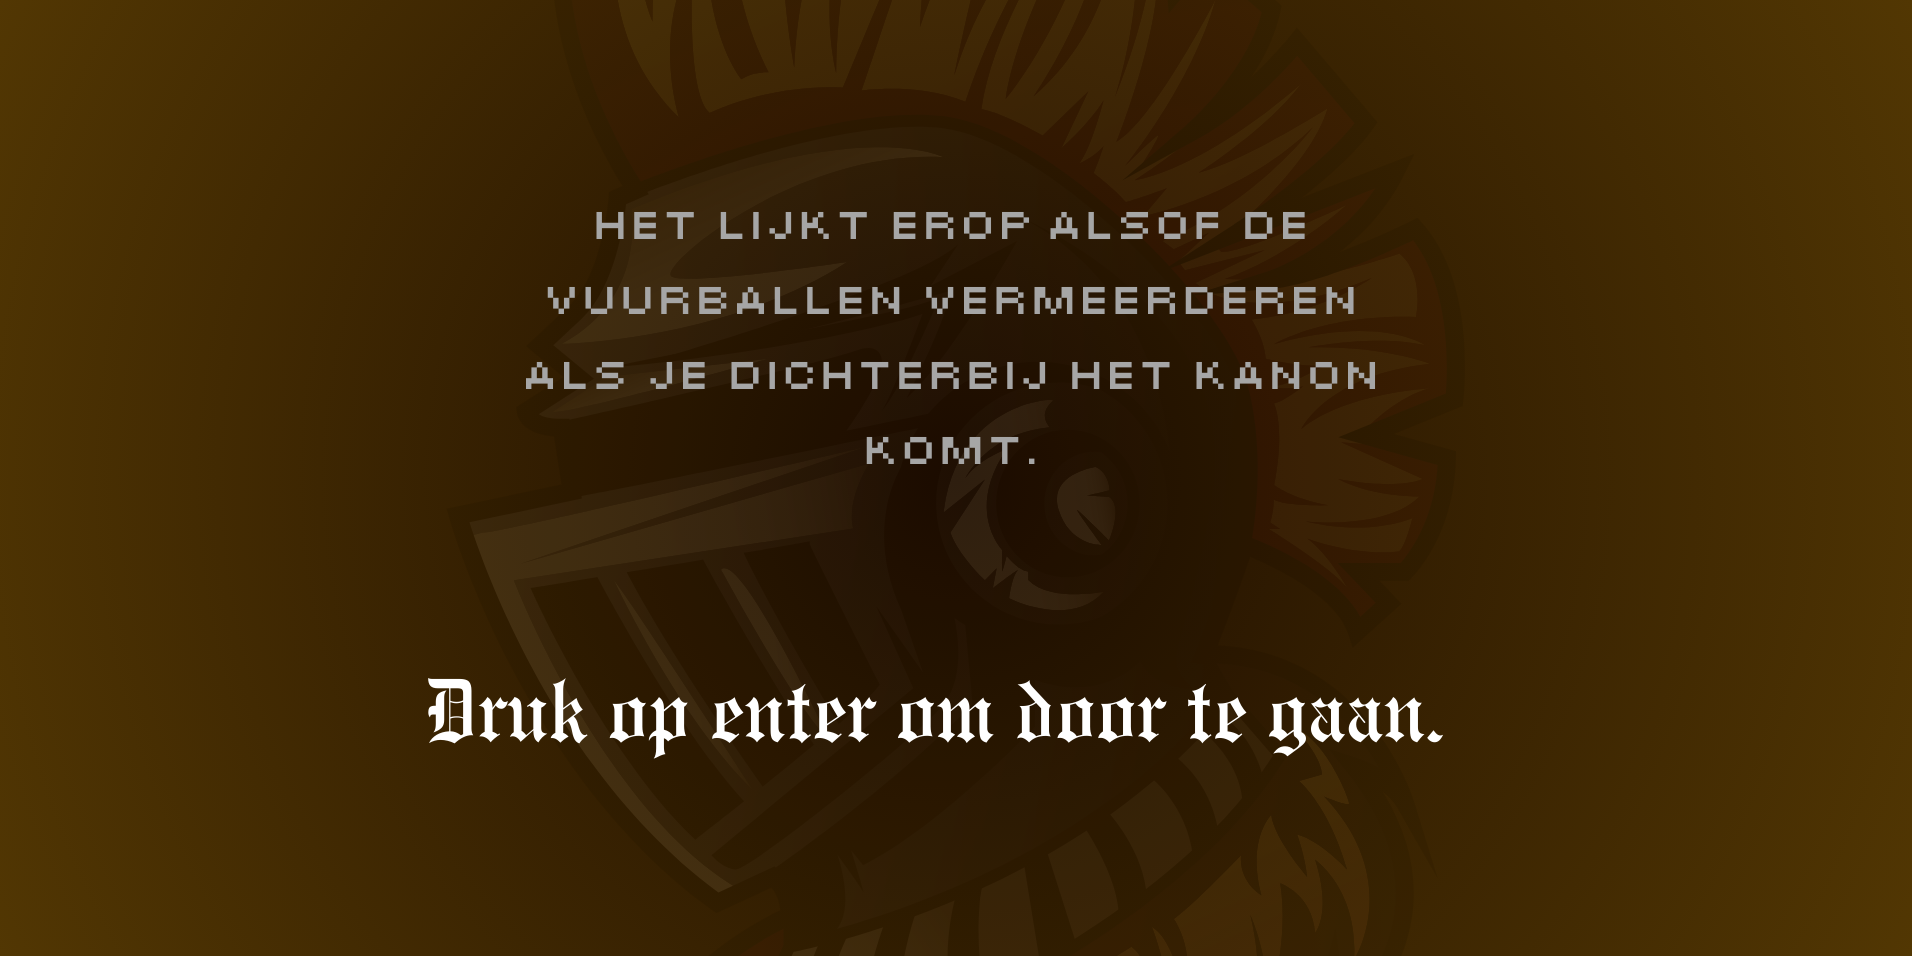 HET LIJKT EROP ALSOF DE
VUURBALLEN VERMEERDEREN
ALS JE DICHTERBIJ HET KANON
KOMT.
Druk op enter om door te gaan.